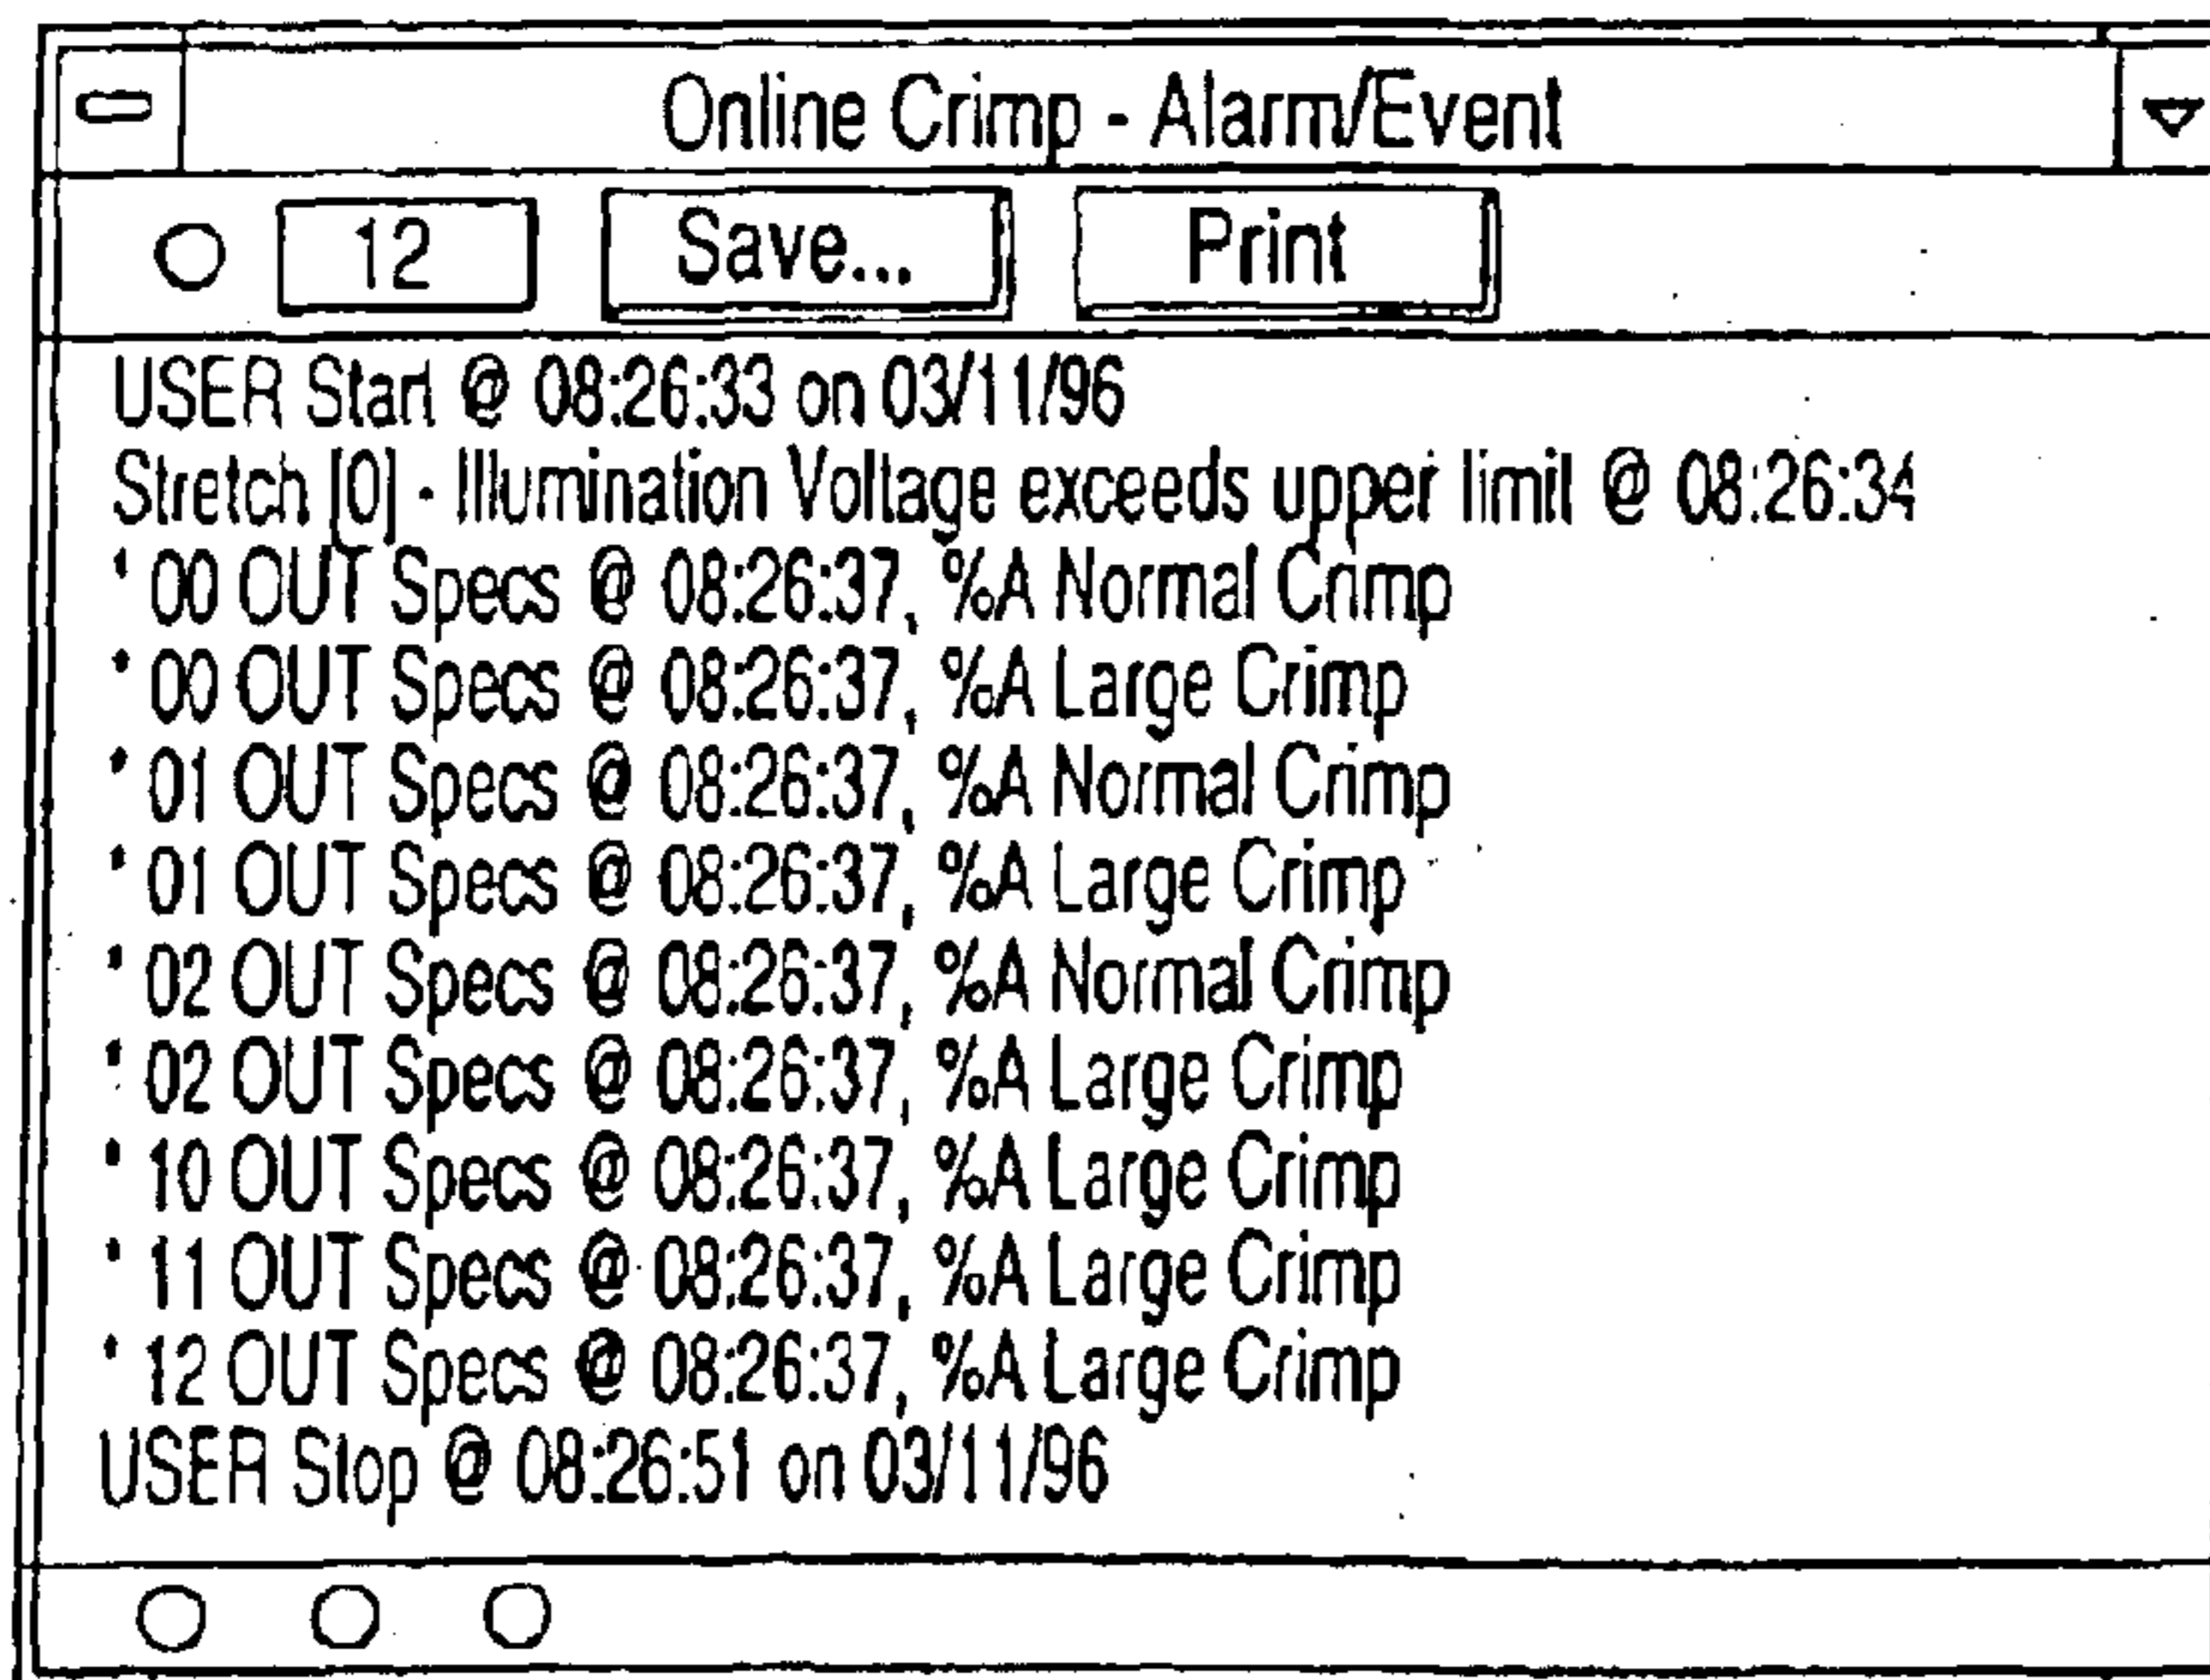 Online Crimp - Alarm/Event
12 Save... Print
USER Start @ 08:26:33 on 03/11/96
Stretch [0] - Illumination Voltage exceeds upper limit @ 08:26:34
* 00 OUT Specs @ 08:26:37, %A Normal Crimp
* 00 OUT Specs @ 08:26:37, %A Large Crimp
* 01 OUT Specs @ 08:26:37, %A Normal Crimp
* 01 OUT Specs @ 08:26:37, %A Large Crimp
* 02 OUT Specs @ 08:26:37, %A Normal Crimp
* 02 OUT Specs @ 08:26:37, %A Large Crimp
* 10 OUT Specs @ 08:26:37, %A Large Crimp
* 11 OUT Specs @ 08:26:37, %A Large Crimp
* 12 OUT Specs @ 08:26:37, %A Large Crimp
USER Stop @ 08:26:51 on 03/11/96